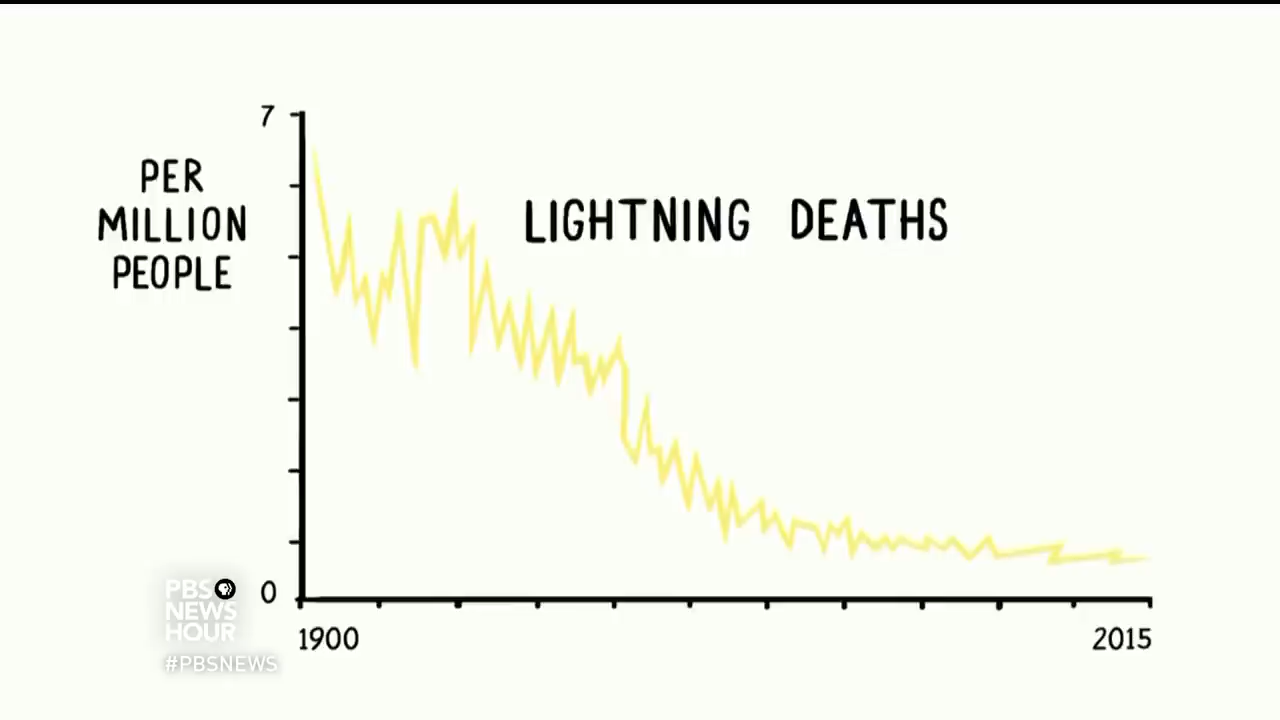 7
PER
MILLION
PEOPLE
LIGHTNING DEATHS
0
1900
2015
PBS
NEWS
HOUR
#PBSNEWS